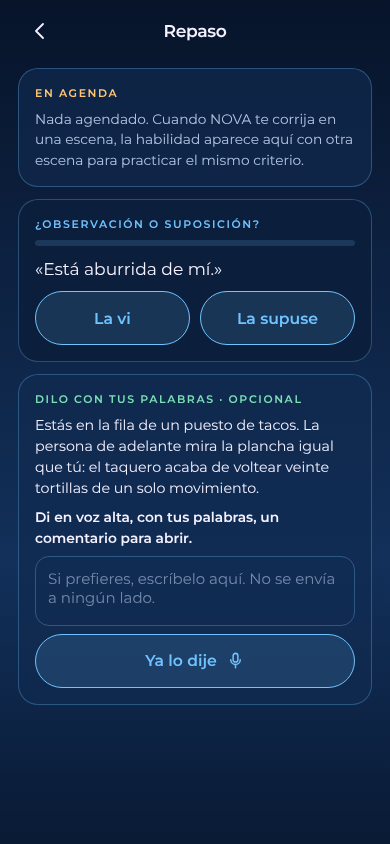 Repaso
EN AGENDA
Nada agendado. Cuando NOVA te corrija en
una escena, la habilidad aparece aquí con otra
escena para practicar el mismo criterio.
¿OBSERVACIÓN O SUPOSICIÓN?
«Está aburrida de mí.»
La vi
La supuse
DILO CON TUS PALABRAS · OPCIONAL
Estás en la fila de un puesto de tacos. La
persona de adelante mira la plancha igual
que tú: el taquero acaba de voltear veinte
tortillas de un solo movimiento.
Di en voz alta, con tus palabras, un
comentario para abrir.
Si prefieres, escríbelo aquí. No se envía
a ningún lado.
Ya lo dije